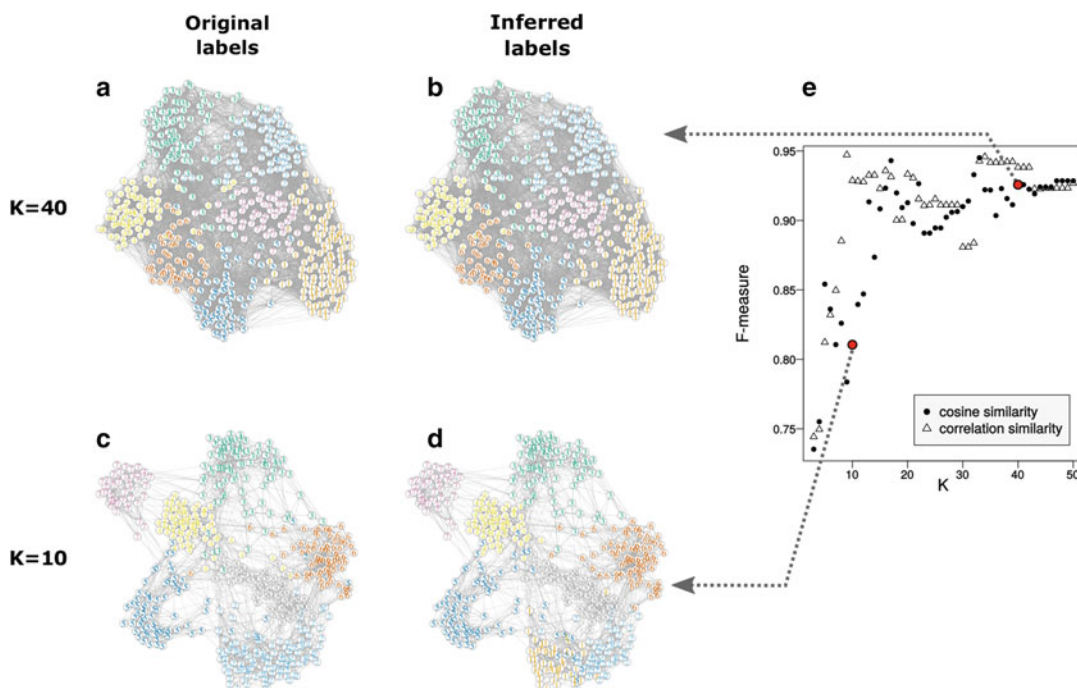 Original
labels
Inferred
labels
a
b
e
K=40
0.95
0.90
0.85
0.80
0.75
F-measure
cosine similarity
correlation similarity
10
20
30
40
50
K
c
d
K=10